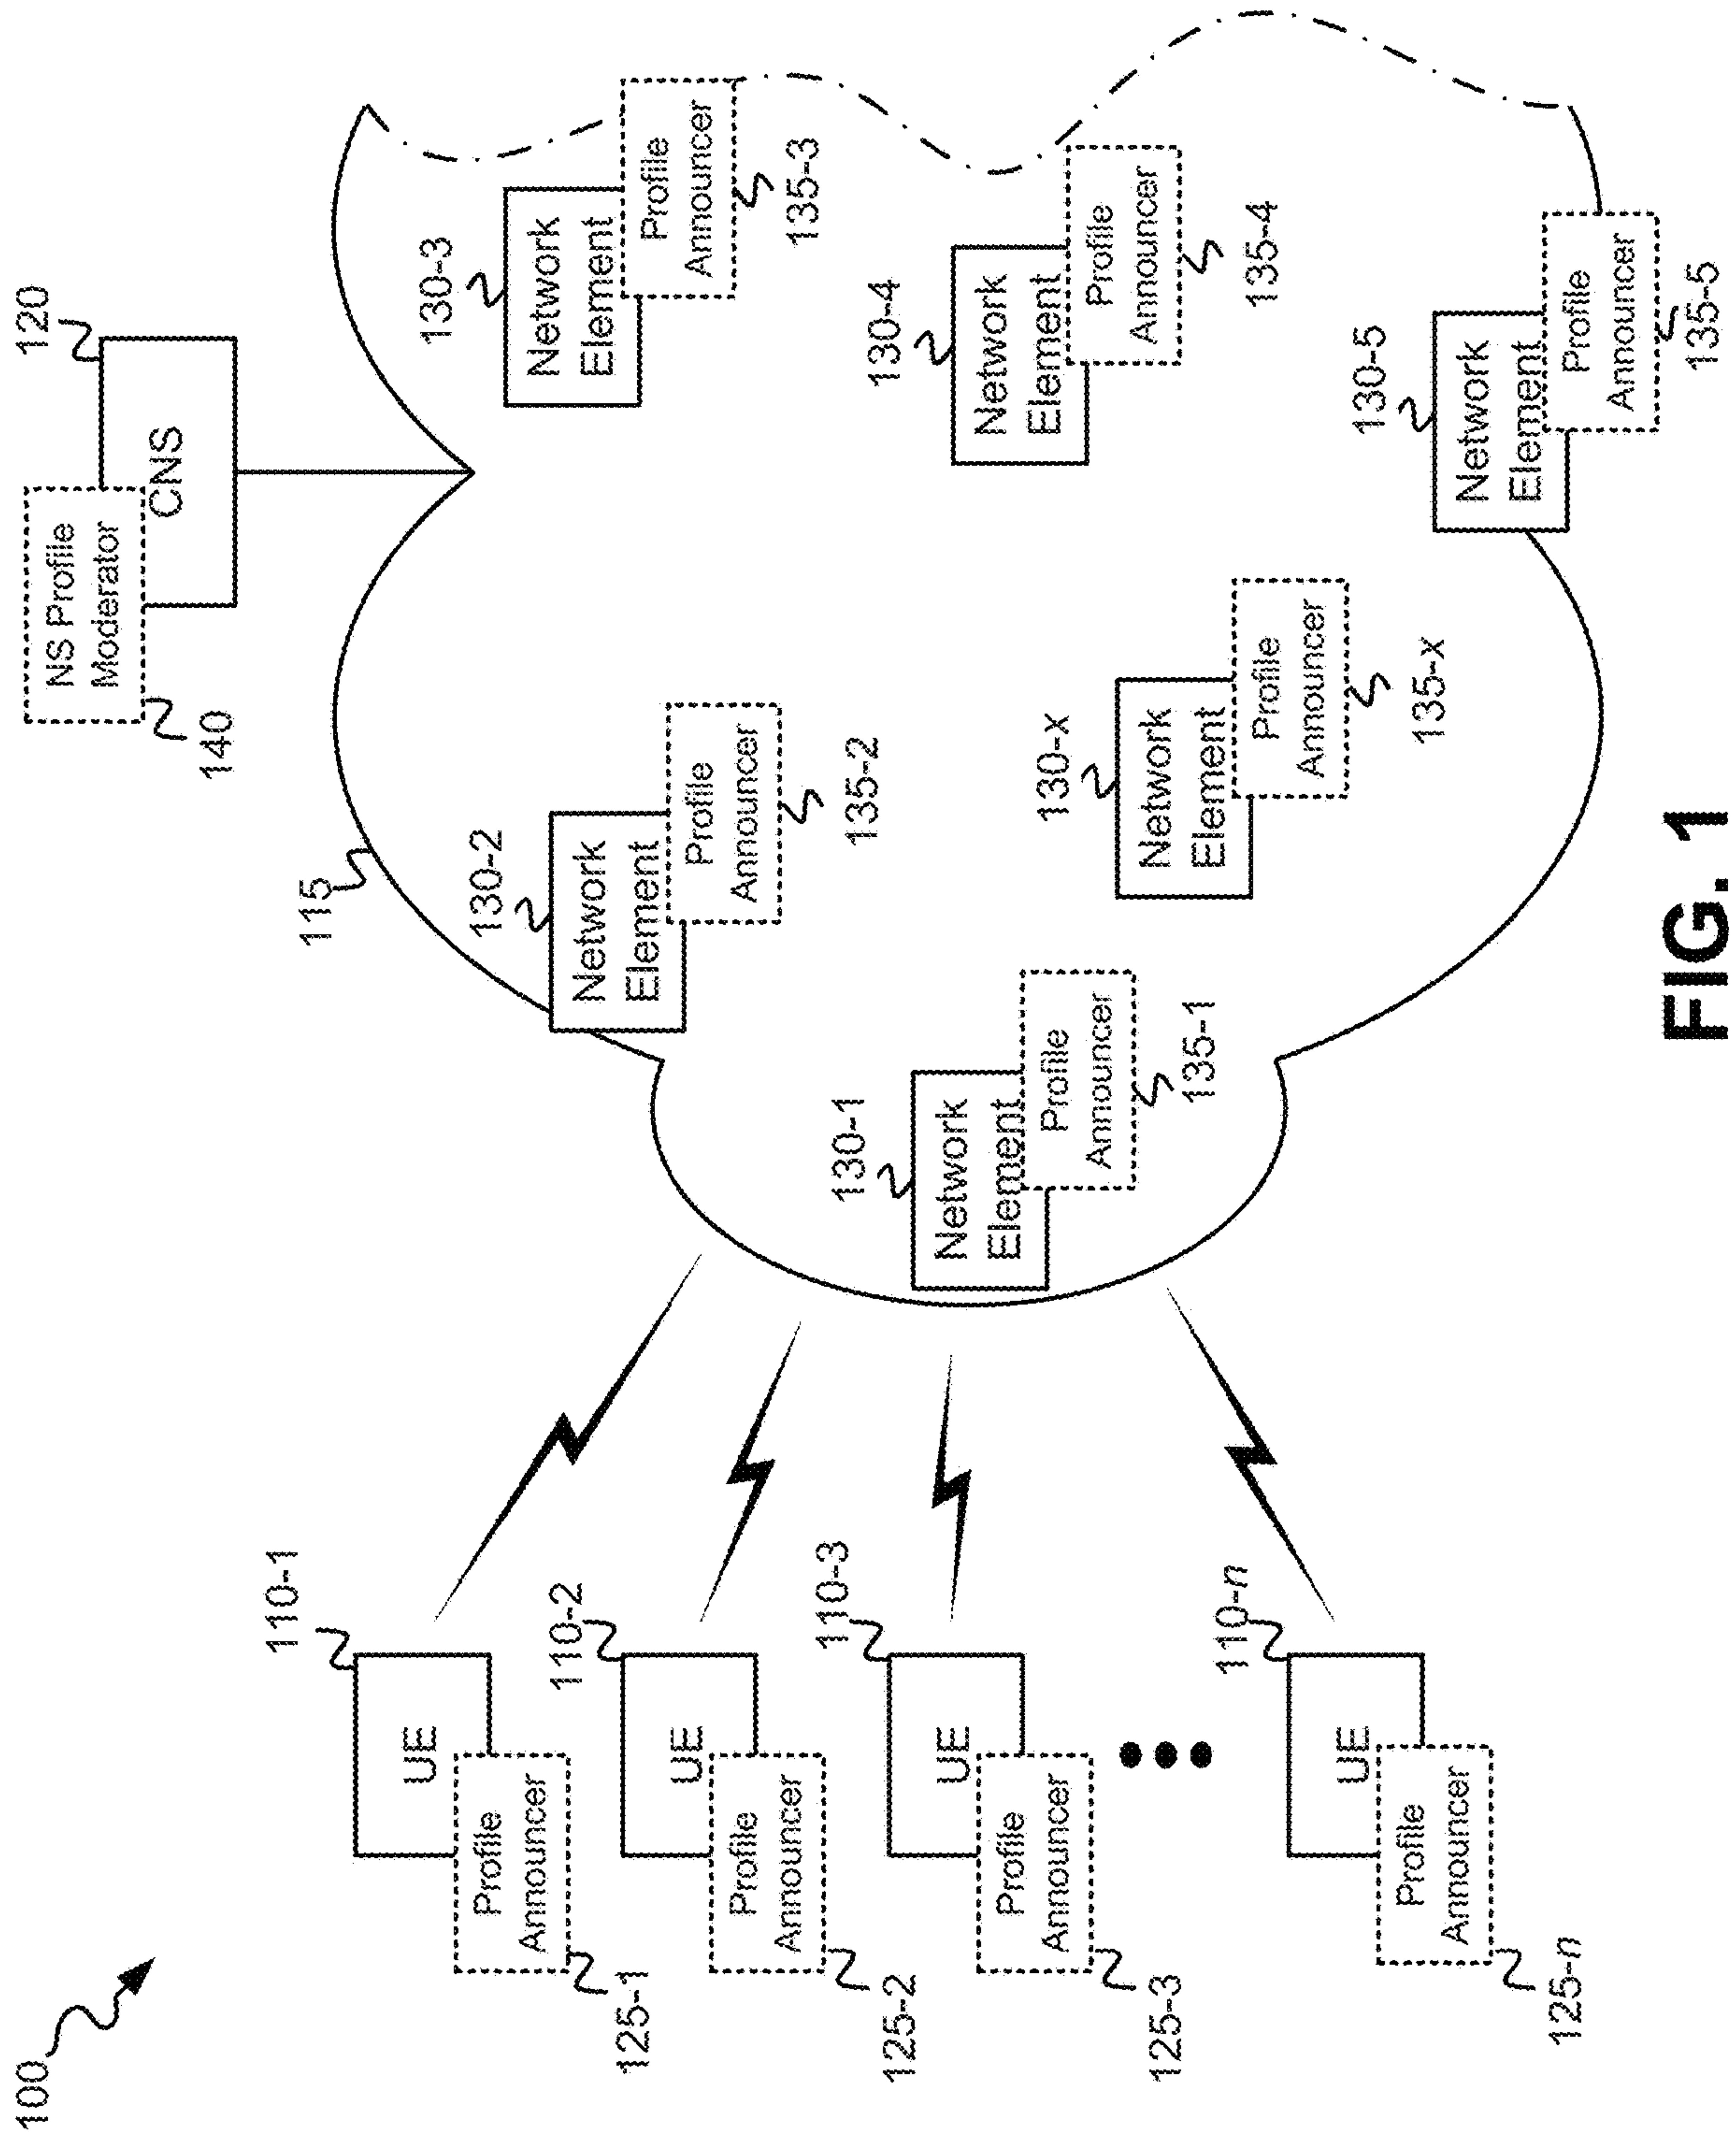 100
110-1
UE
Profile
Announcer
125-1
110-2
UE
Profile
Announcer
125-2
110-3
UE
Profile
Announcer
125-3
110-n
UE
Profile
Announcer
125-n
115
NS Profile
Moderator
140
CNS
120
130-1
Network
Element
Profile
Announcer
135-1
130-2
Network
Element
Profile
Announcer
135-2
130-3
Network
Element
Profile
Announcer
135-3
130-4
Network
Element
Profile
Announcer
135-4
130-x
Network
Element
Profile
Announcer
135-x
130-5
Network
Element
Profile
Announcer
135-5
FIG. 1